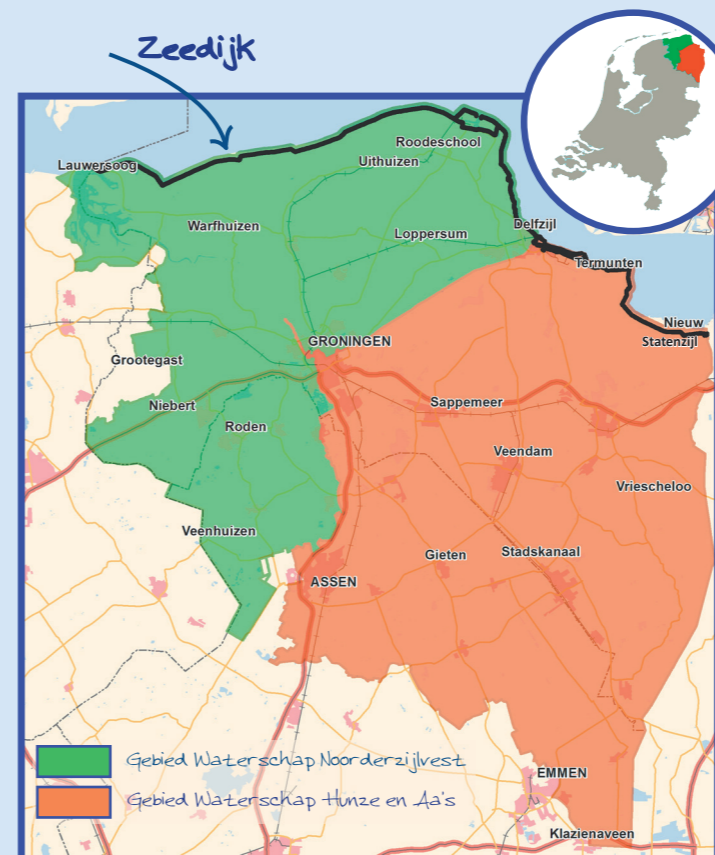 Zeedijk
Lauwersoog
Roodeschool
Uithuizen
Warfhuizen
Loppersum
Delfzijl
Termunten
Nieuw
Statenzijl
GRONINGEN
Grootegast
Niebert
Sappemeer
Roden
Veendam
Vriescheloo
Veenhuizen
Gieten
Stadskanaal
ASSEN
Gebied Waterschap Noorderzijlvest
EMMEN
Gebied Waterschap Hunze en Aa's
Klazienaveen